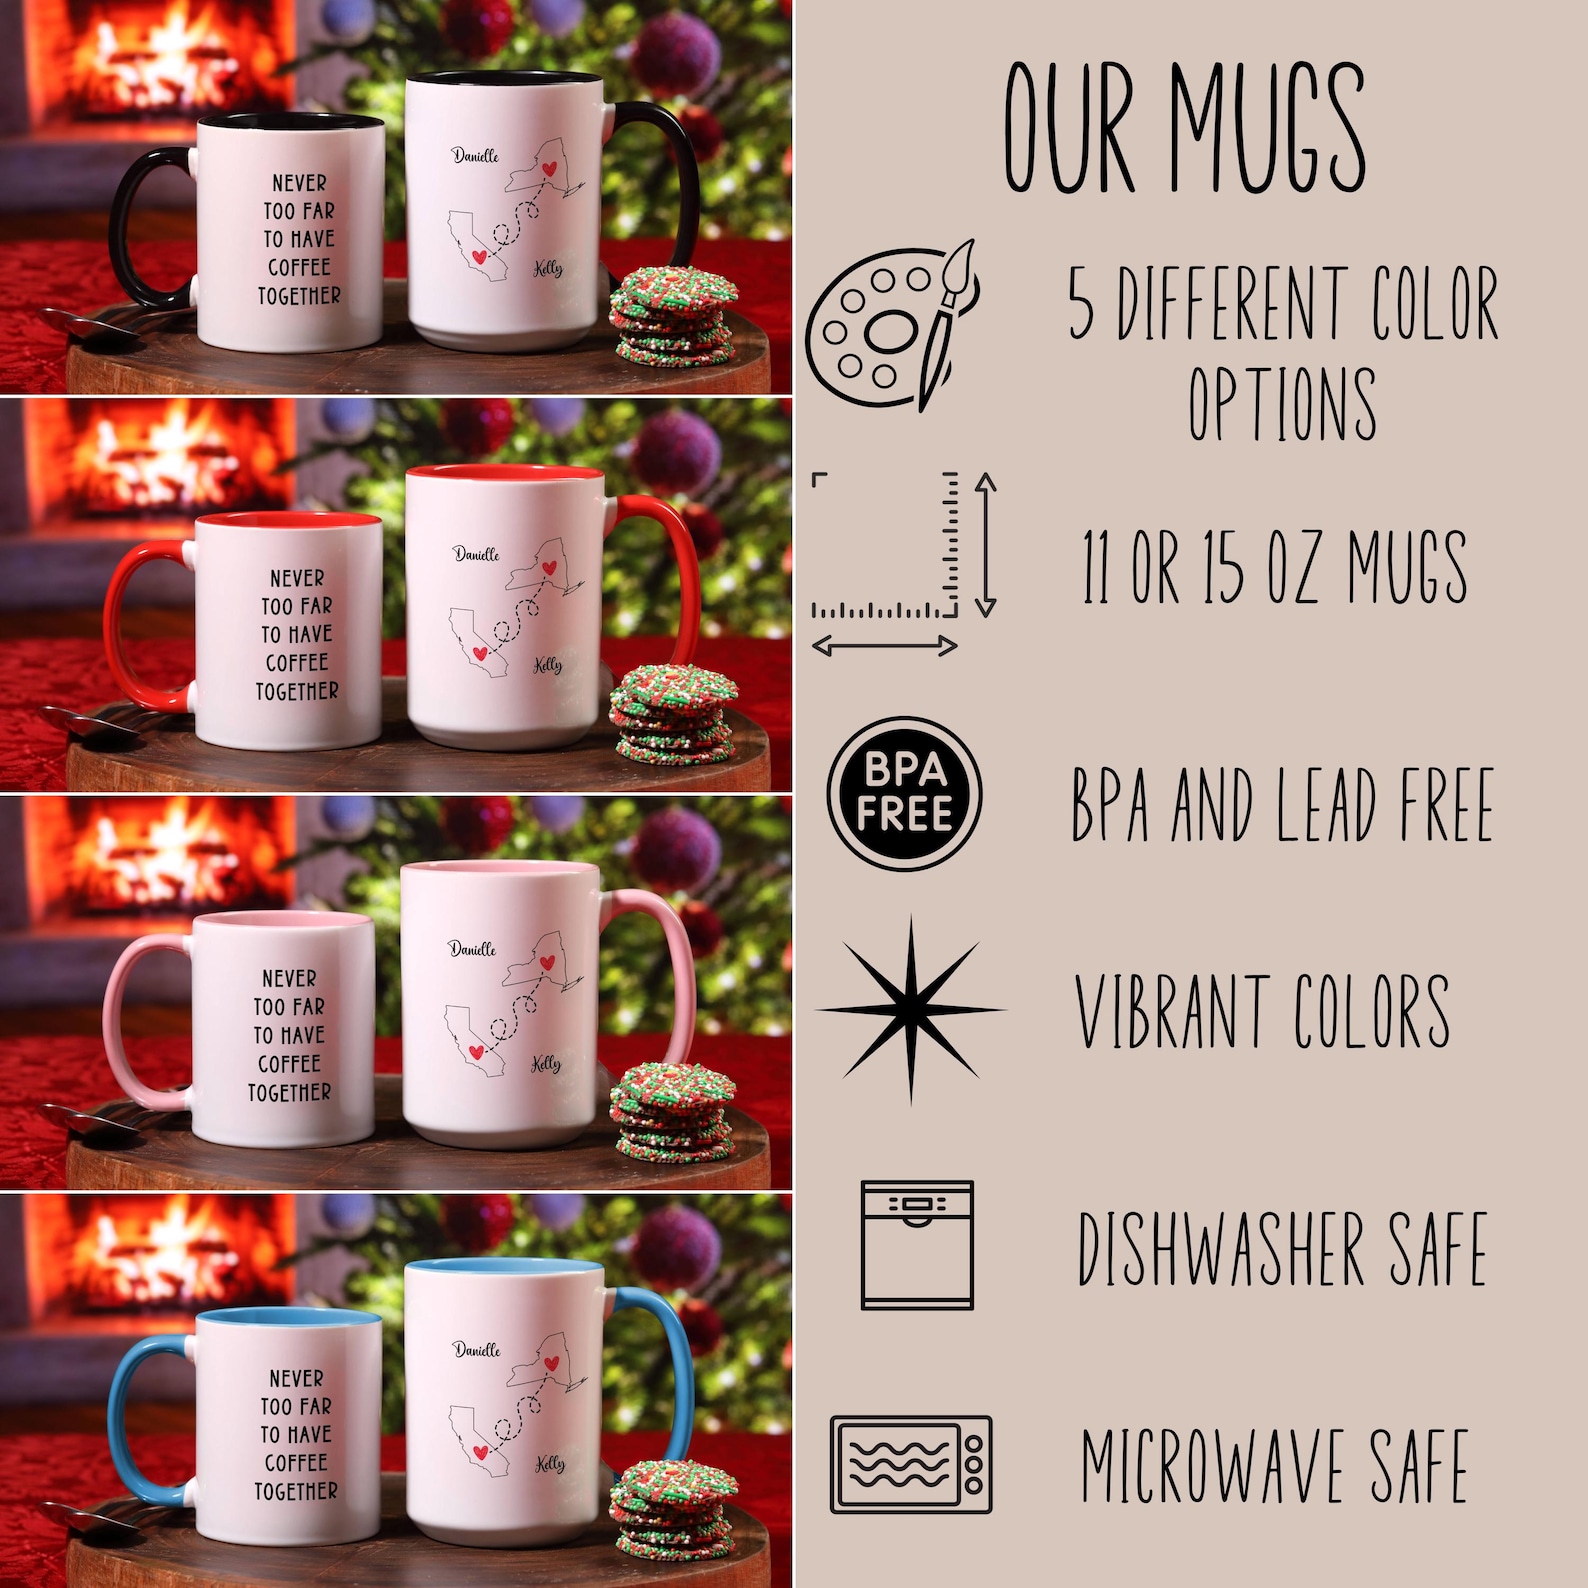 NEVER
TOO FAR
TO HAVE
COFFEE
TOGETHER
Danielle
Kelly
NEVER
TOO FAR
TO HAVE
COFFEE
TOGETHER
Danielle
Kelly
NEVER
TOO FAR
TO HAVE
COFFEE
TOGETHER
Danielle
Kelly
NEVER
TOO FAR
TO HAVE
COFFEE
TOGETHER
Danielle
Kelly
OUR MUGS
5 DIFFERENT COLOR
OPTIONS
11 OR 15 OZ MUGS
BPA
FREE
BPA AND LEAD FREE
VIBRANT COLORS
DISHWASHER SAFE
MICROWAVE SAFE